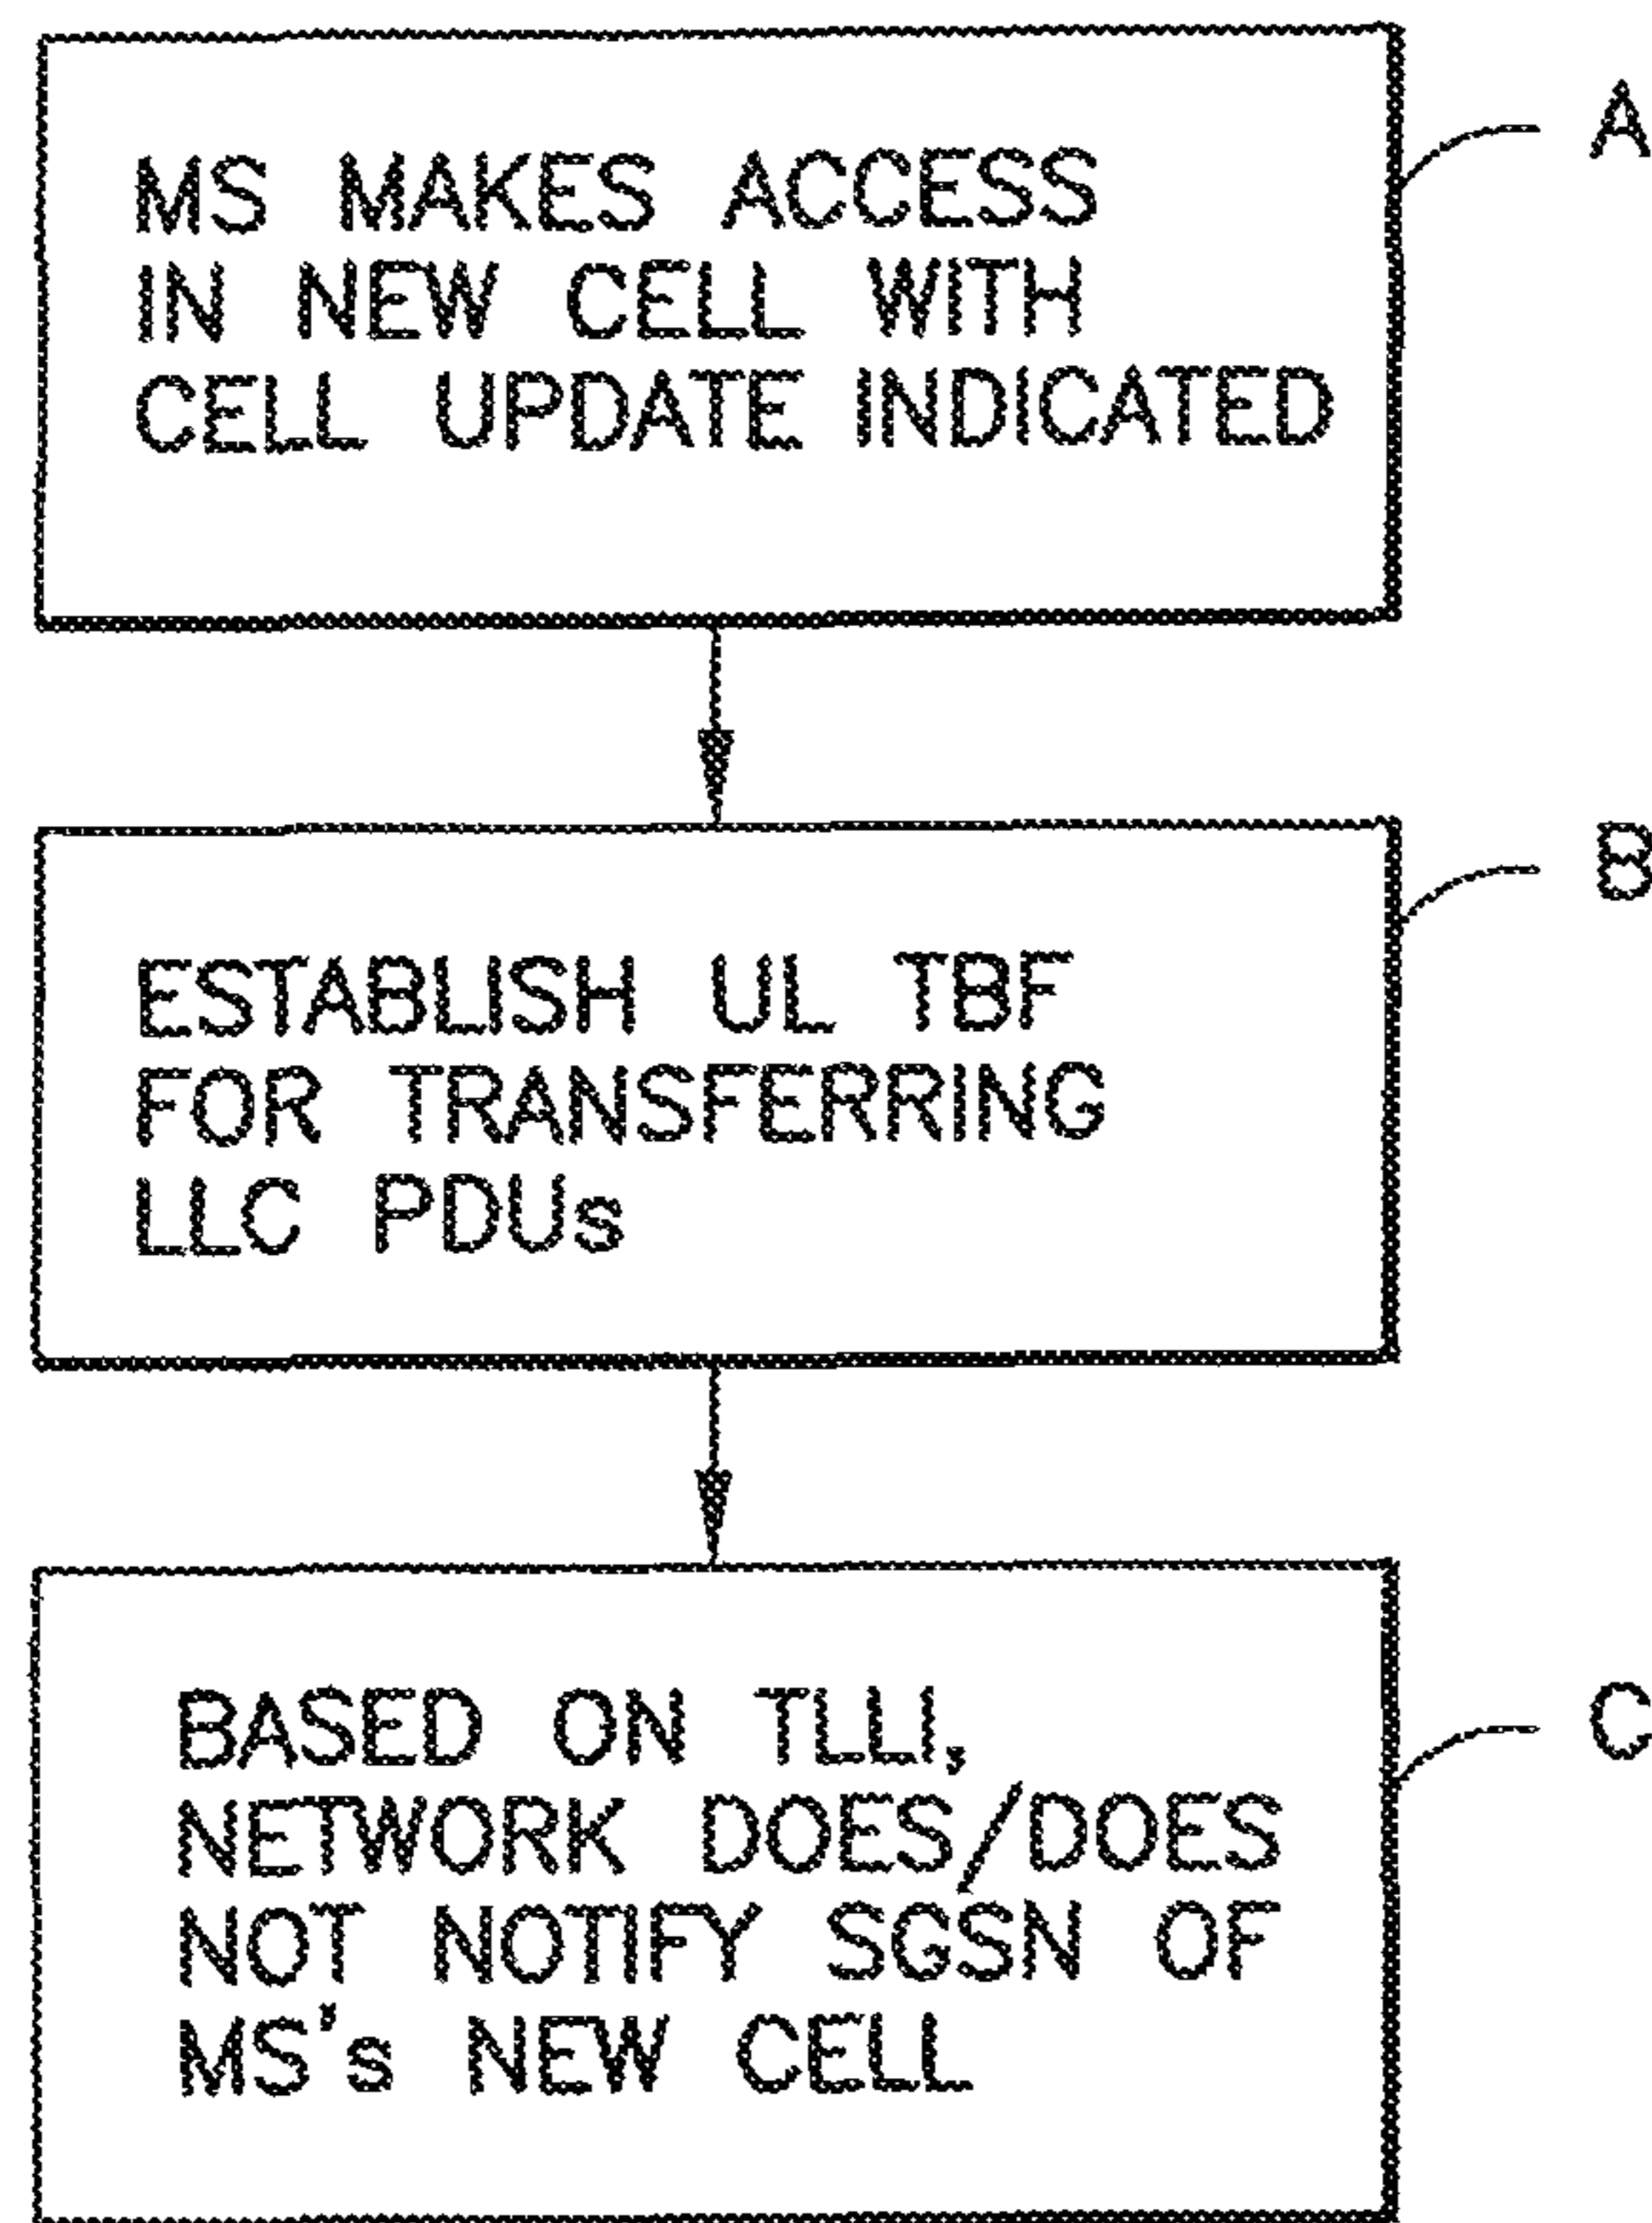 MS MAKES ACCESS
IN NEW CELL WITH
CELL UPDATE INDICATED
A
ESTABLISH UL TBF
FOR TRANSFERRING
LLC PDUs
B
BASED ON TLLI,
NETWORK DOES/DOES
NOT NOTIFY SGSN OF
MS's NEW CELL
C